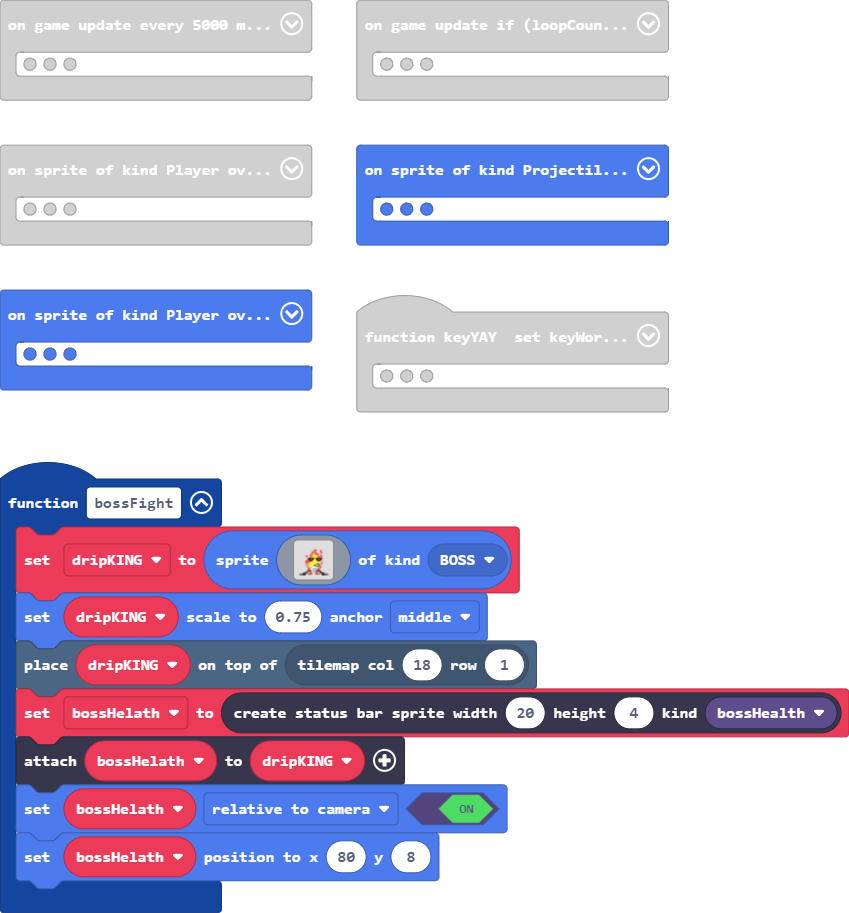 on game update every 5000 m...
on game update if (loopCoun...
on sprite of kind Player ov...
on sprite of kind Projectil...
on sprite of kind Player ov...
function keyYAY set keyWor...
function bossFight
set dripKING to sprite of kind BOSS
set dripKING scale to 0.75 anchor middle
place dripKING on top of tilemap col 18 row 1
set bossHelath to create status bar sprite width 20 height 4 kind bossHealth
attach bossHelath to dripKING
set bossHelath relative to camera ON
set bossHelath position to x 80 y 8